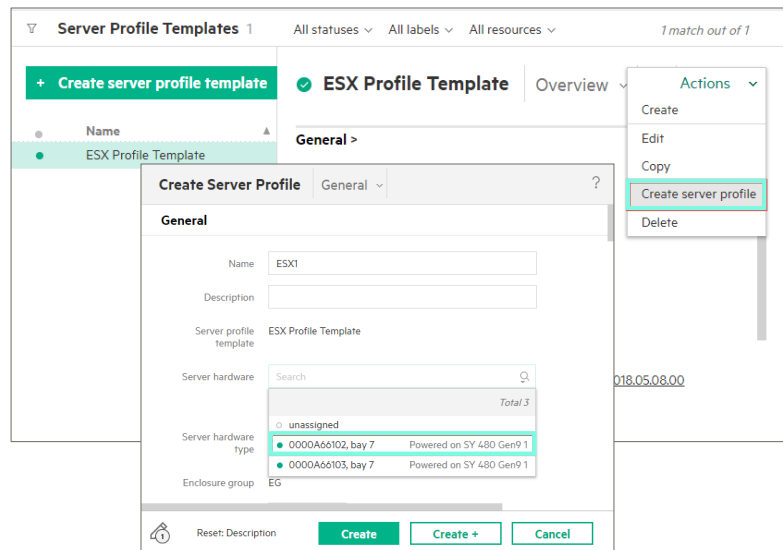 Server Profile Templates 1
All statuses
All labels
All resources
1 match out of 1
+ Create server profile template
ESX Profile Template
Overview
Actions
Create
Edit
Copy
Create server profile
Delete
Name
ESX Profile Template
General >
018.05.08.00
Create Server Profile
General
?
General
Name
ESX1
Description
Server profile
template
ESX Profile Template
Server hardware
Search
Total 3
unassigned
0000A66102, bay 7 Powered on SY 480 Gen9 1
0000A66103, bay 7 Powered on SY 480 Gen9 1
Server hardware
type
Enclosure group
EG
1
Reset: Description
Create
Create +
Cancel